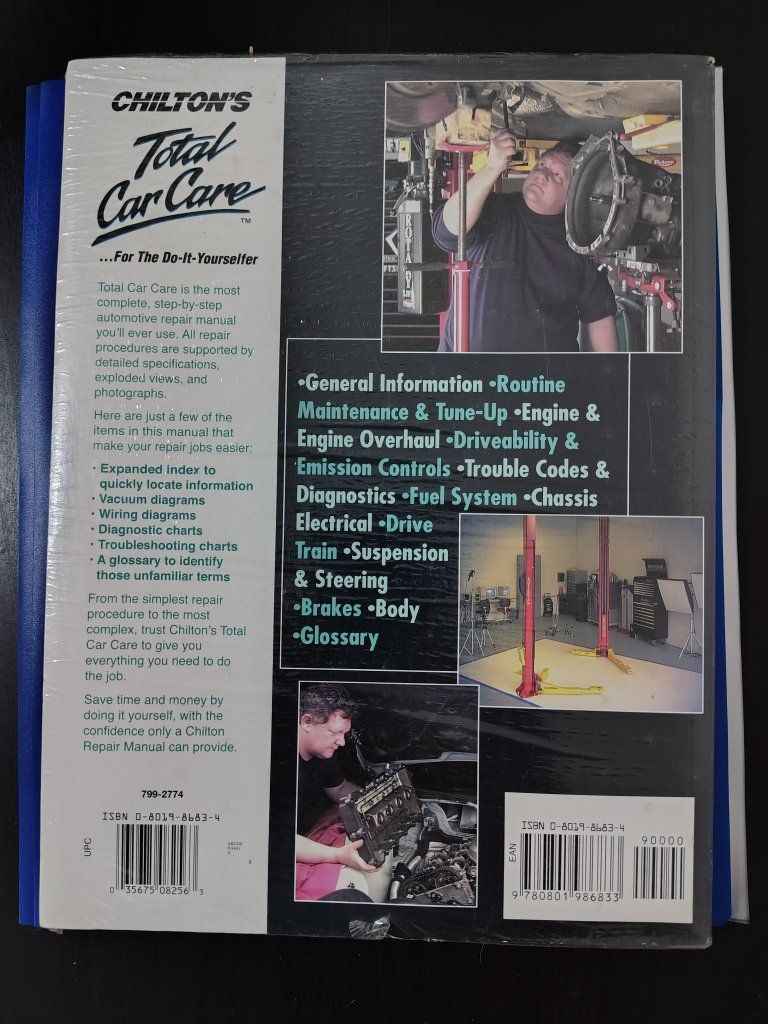 CHILTON'S
Total
Car Care
TM
...For The Do-It-Yourselfer
Total Car Care is the most
complete, step-by-step
automotive repair manual
you'll ever use. All repair
procedures are supported by
detailed specifications,
exploded views, and
photographs.
Here are just a few of the
items in this manual that
make your repair jobs easier:
• Expanded index to
quickly locate information
• Vacuum diagrams
• Wiring diagrams
• Diagnostic charts
• Troubleshooting charts
• A glossary to identify
those unfamiliar terms
From the simplest repair
procedure to the most
complex, trust Chilton's Total
Car Care to give you
everything you need to do
the job.
Save time and money by
doing it yourself, with the
confidence only a Chilton
Repair Manual can provide.
799-2774
ISBN 0-8019-8683-4
UPC
ABCDE
FGHIJ
K
2
0 35675 08256 3
ROTARY
LIFT
•General Information •Routine
Maintenance & Tune-Up •Engine &
Engine Overhaul •Driveability &
Emission Controls •Trouble Codes &
Diagnostics •Fuel System •Chassis
Electrical •Drive
Train •Suspension
& Steering
•Brakes •Body
•Glossary
ISBN 0-8019-8683-4
90000
EAN
9 780801 986833